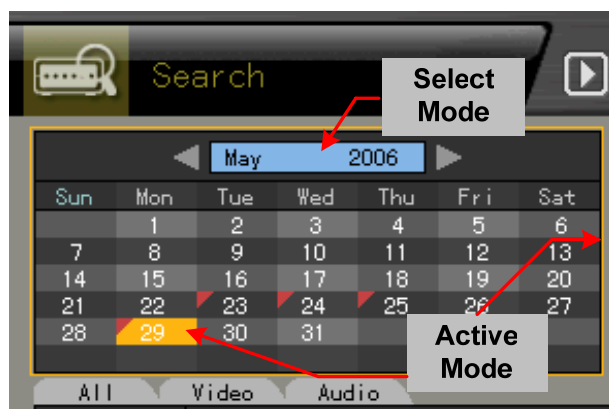 Search
Select
Mode
May 2006
Sun Mon Tue Wed Thu Fri Sat
1 2 3 4 5 6
7 8 9 10 11 12 13
14 15 16 17 18 19 20
21 22 23 24 25 26 27
28 29 30 31
Active
Mode
All Video Audio